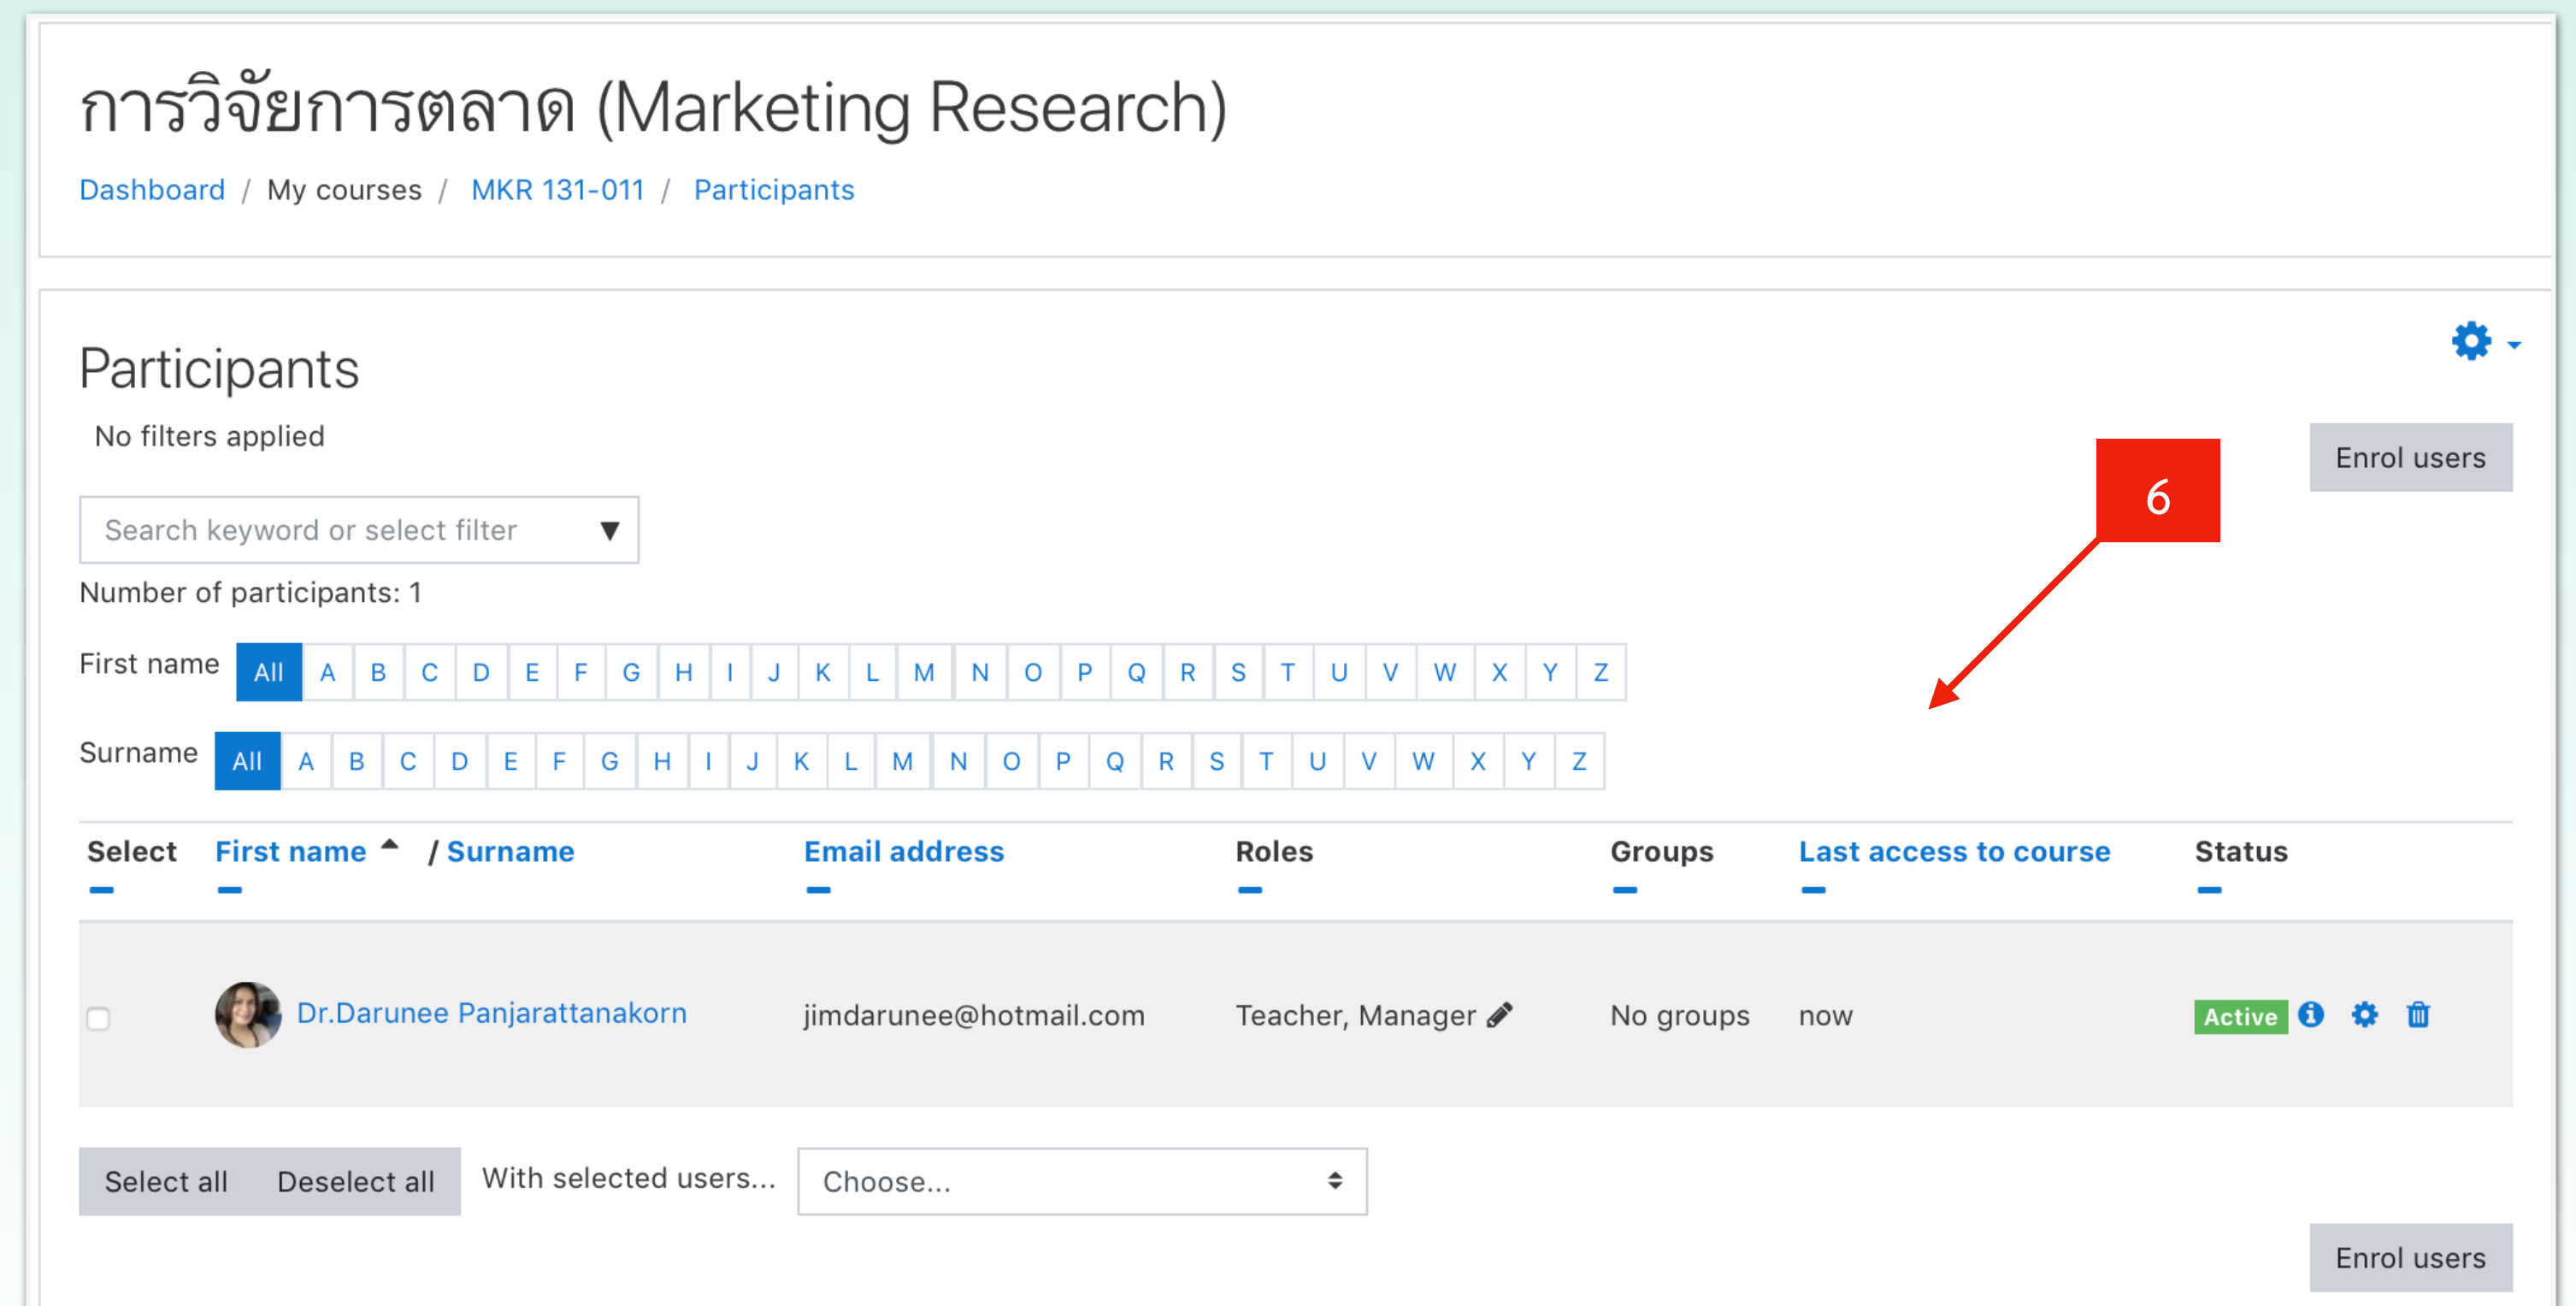 การวิจัยการตลาด (Marketing Research)
Dashboard / My courses / MKR 131-011 / Participants
Participants
No filters applied
Enrol users
6
Search keyword or select filter ▼
Number of participants: 1
First name All A B C D E F G H I J K L M N O P Q R S T U V W X Y Z
Surname All A B C D E F G H I J K L M N O P Q R S T U V W X Y Z
Select First name / Surname Email address Roles Groups Last access to course Status
Dr.Darunee Panjarattanakorn jimdarunee@hotmail.com Teacher, Manager No groups now Active
Select all Deselect all With selected users... Choose...
Enrol users